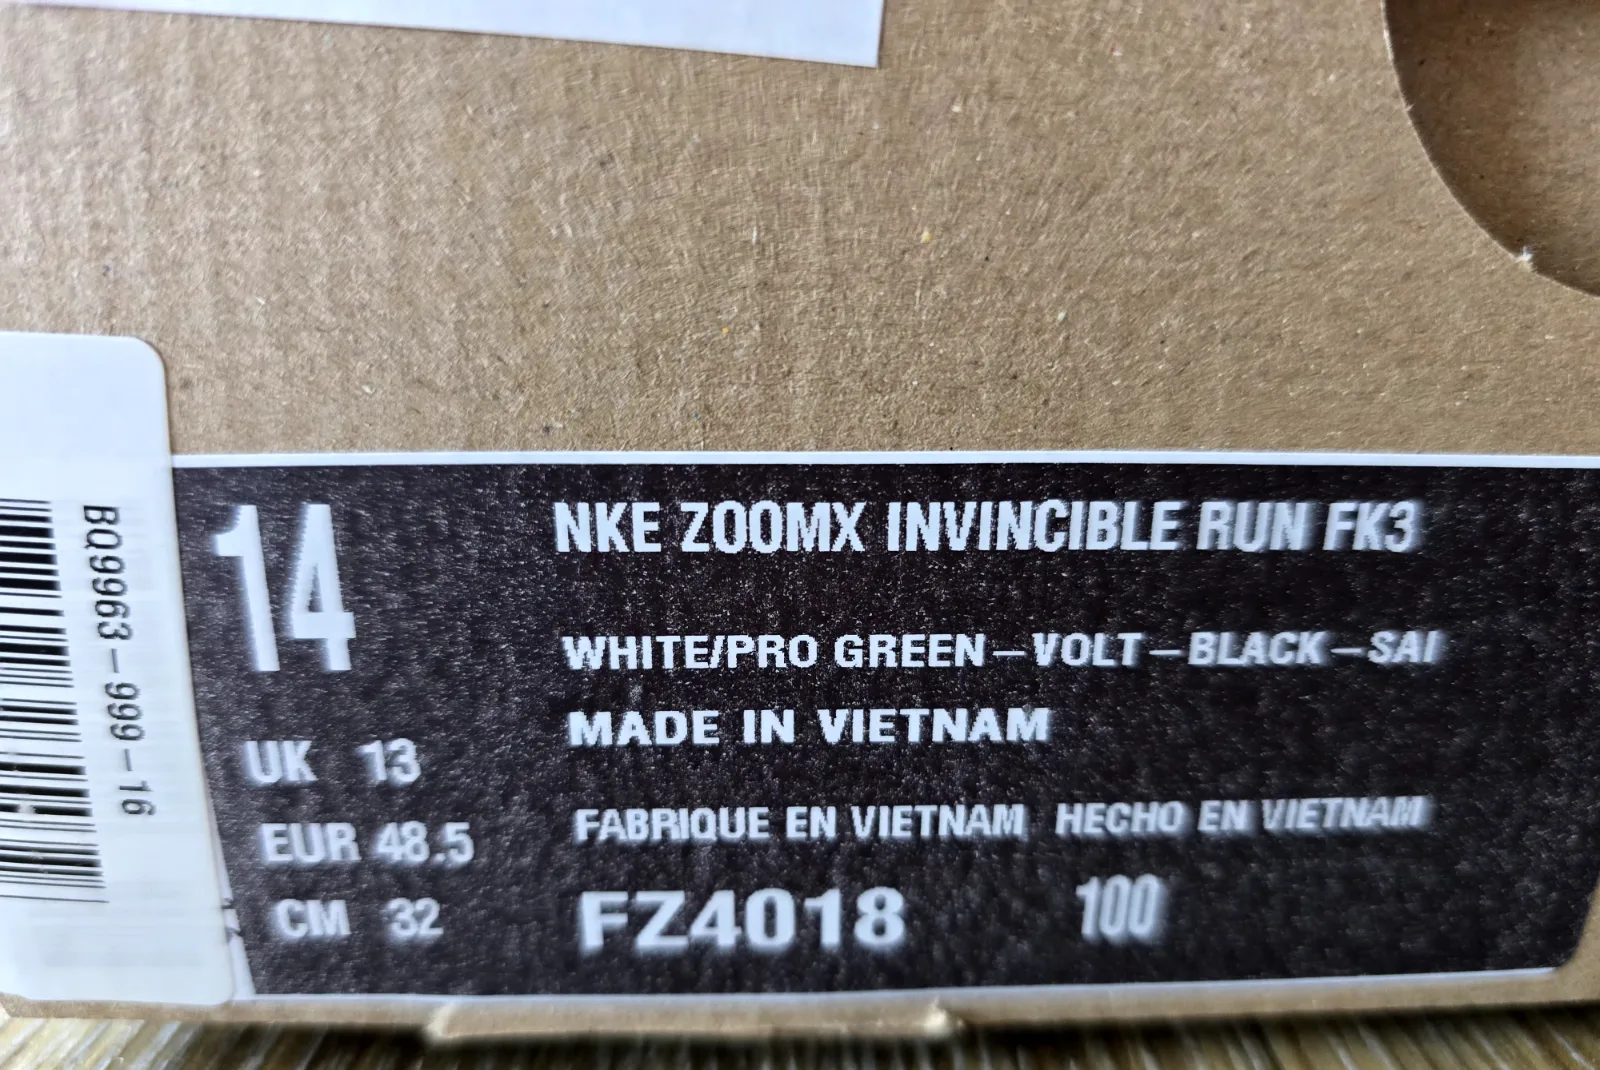 BQ9963-999-16
14
NKE ZOOMX INVINCIBLE RUN FK3
WHITE/PRO GREEN-VOLT-BLACK-SAI
MADE IN VIETNAM
UK 13
FABRIQUE EN VIETNAM HECHO EN VIETNAM
EUR 48.5
CM 32
FZ4018 100